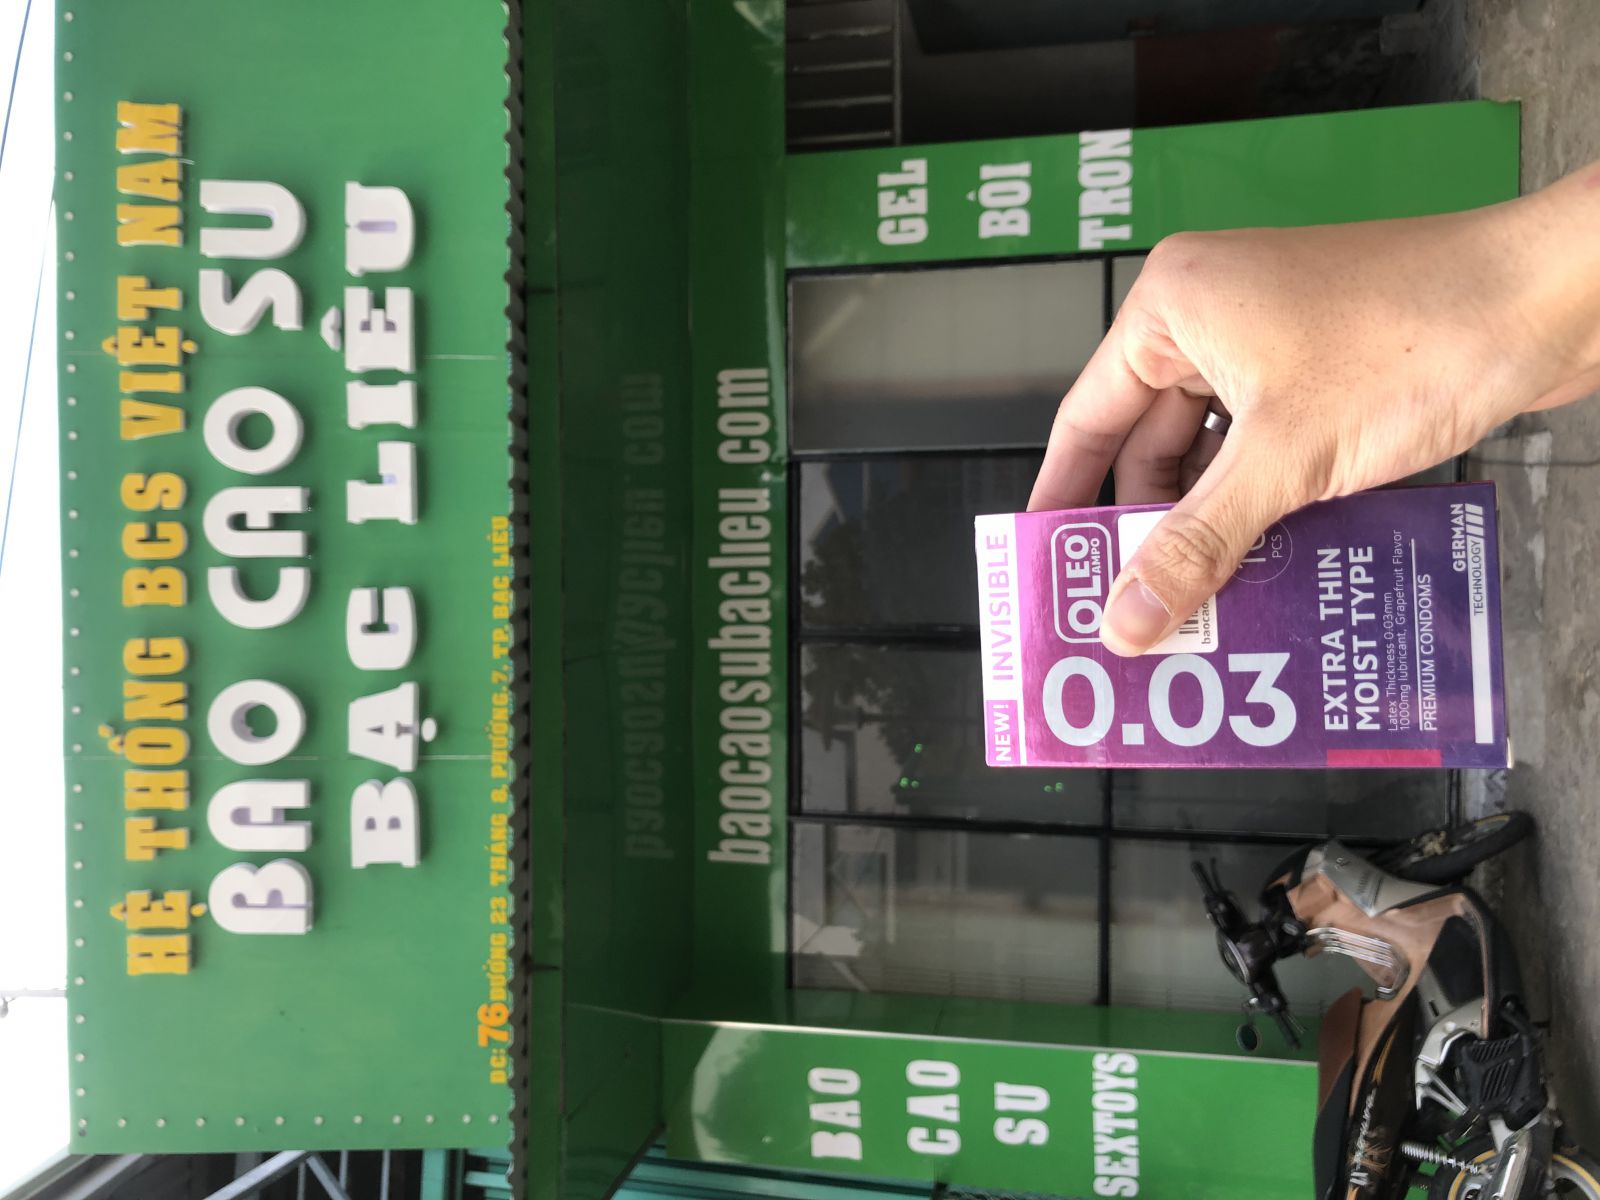 HỆ THỐNG BCS VIỆT NAM
BAO CAO SU
BẠC LIÊU
ĐC: 76 ĐƯỜNG 23 THÁNG 8, PHƯỜNG.7, TP. BẠC LIÊU
baocaosubaclieu.com
BAO
CAO
SU
SEXTOYS
GEL
BÔI
TRƠN
NEW! INVISIBLE
OLEO
AMPO
0.03
PCS
EXTRA THIN
MOIST TYPE
Latex Thickness 0.03mm
1000mg lubricant, Grapefruit Flavor
PREMIUM CONDOMS
GERMAN
TECHNOLOGY